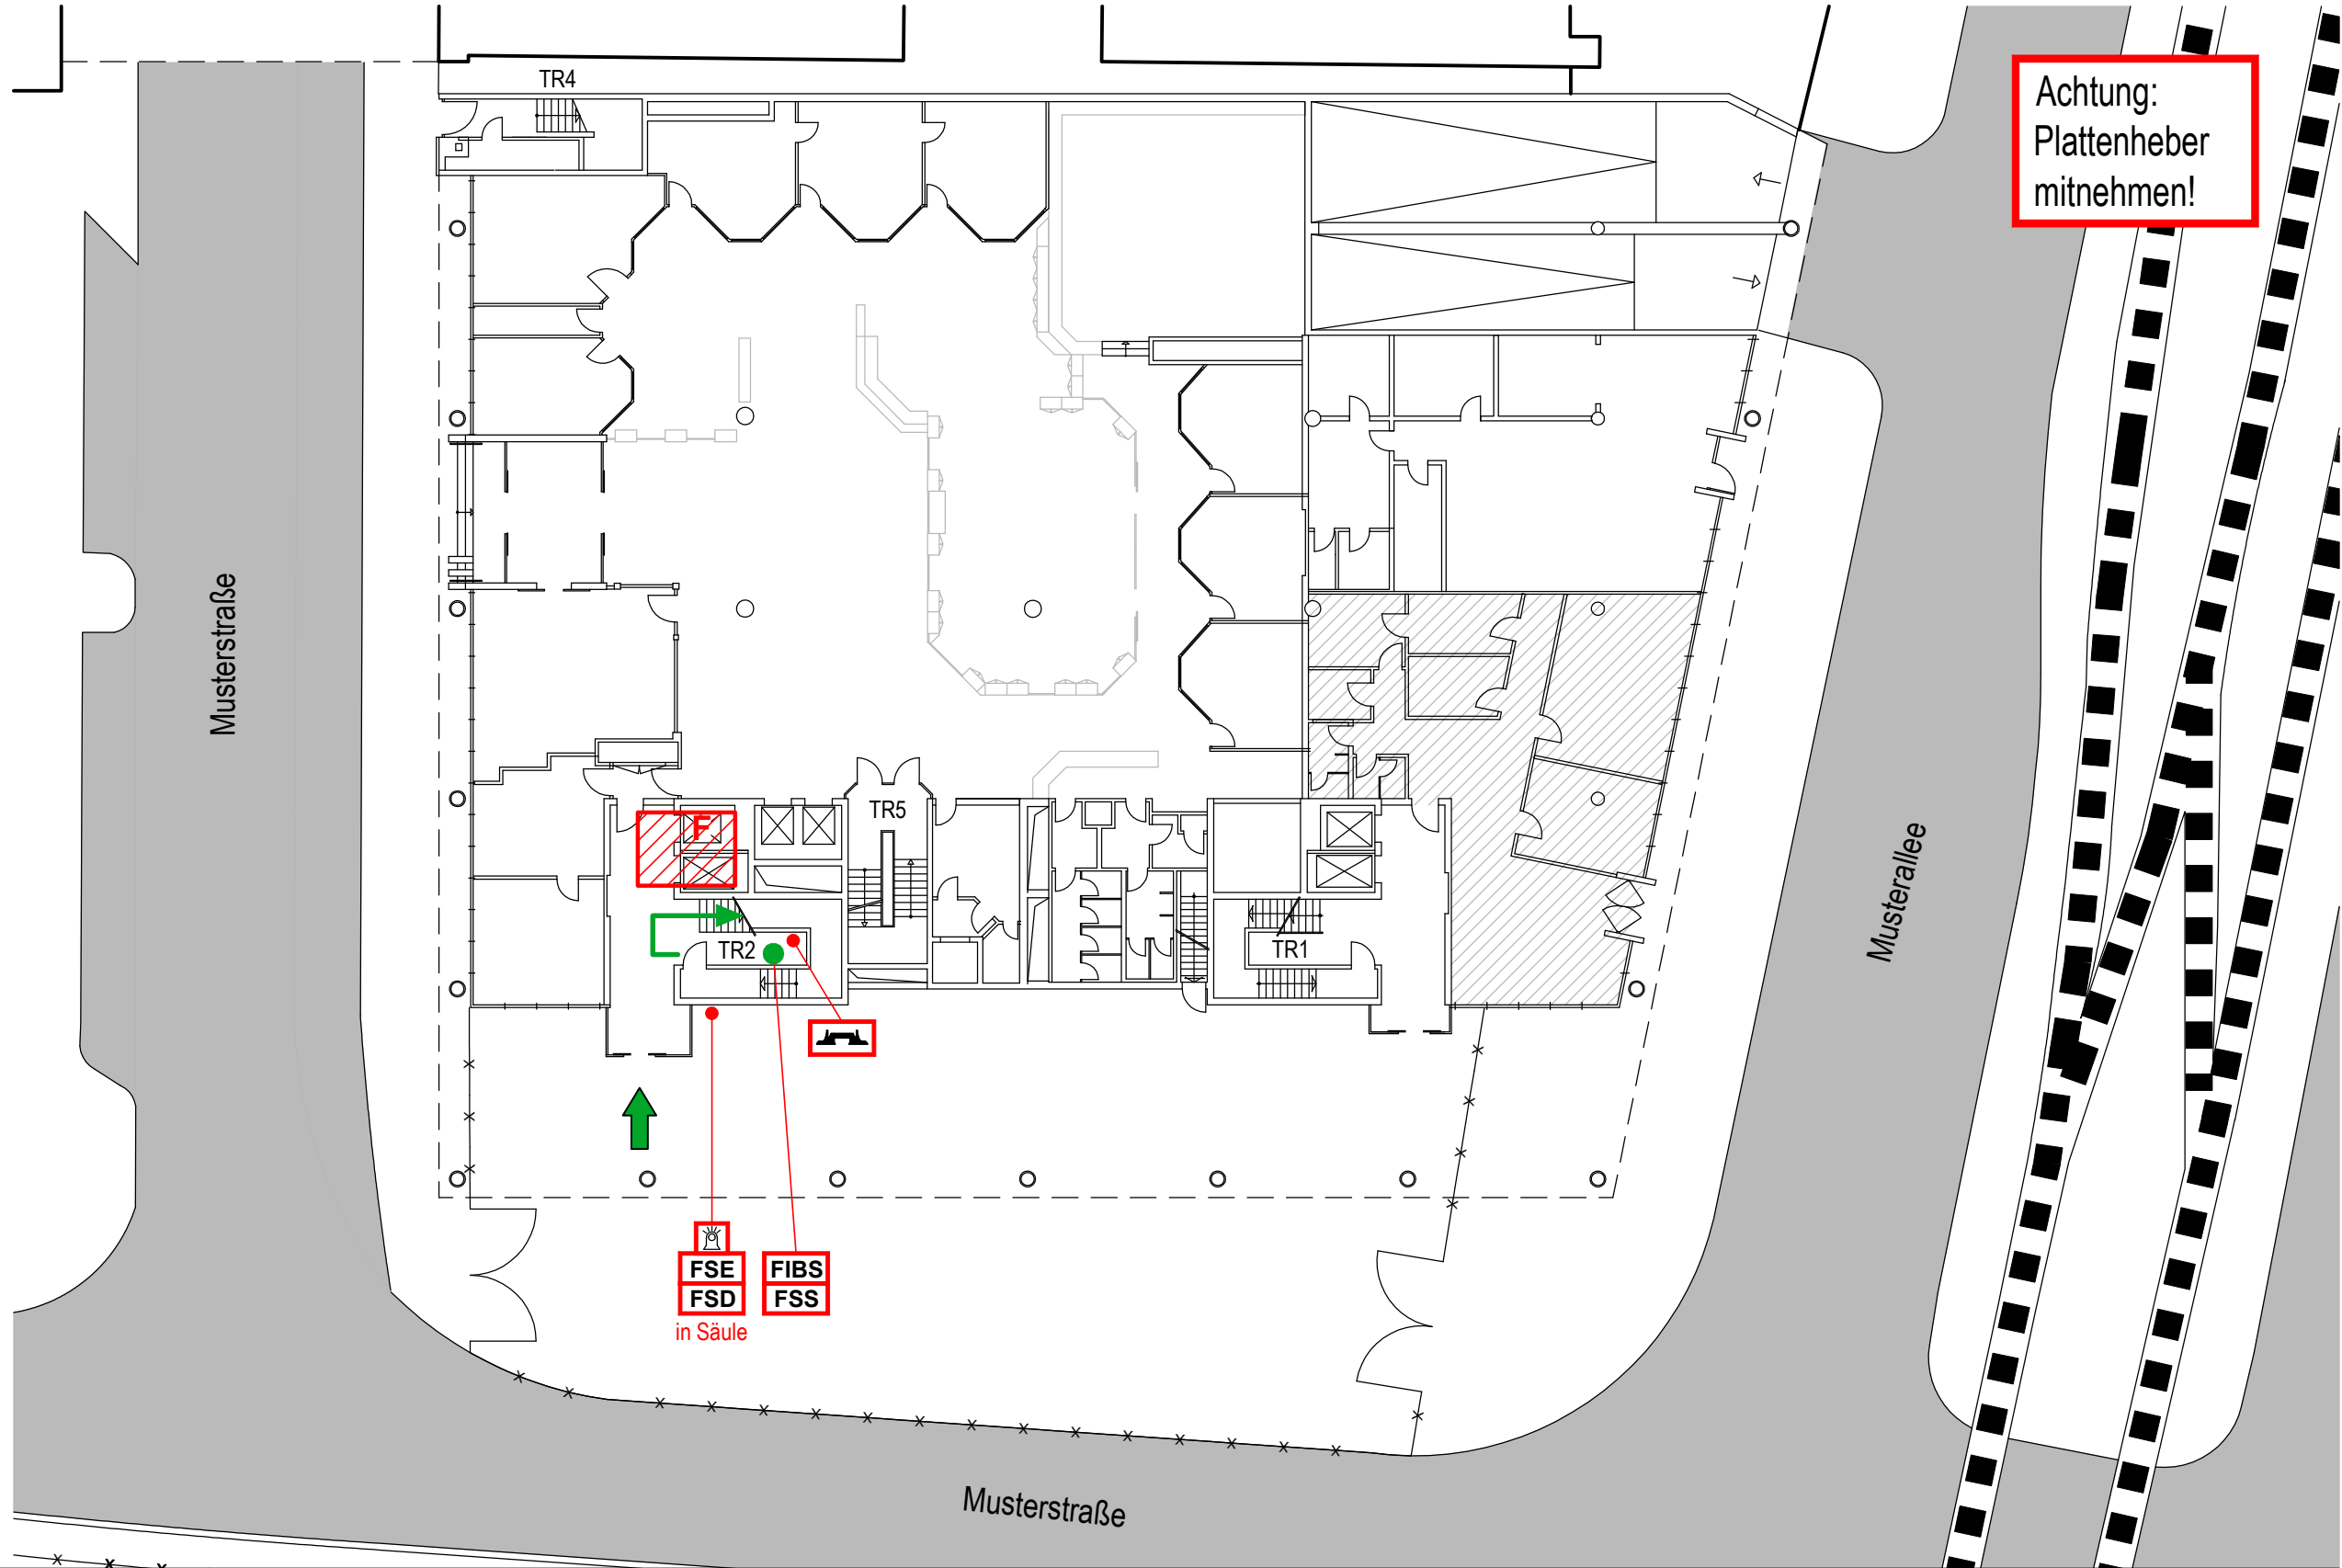 TR4
Achtung:
Plattenheber
mitnehmen!
Musterstraße
TR5
F
TR2
TR1
Musterallee
FSE
FSD
in Säule
FIBS
FSS
Musterstraße